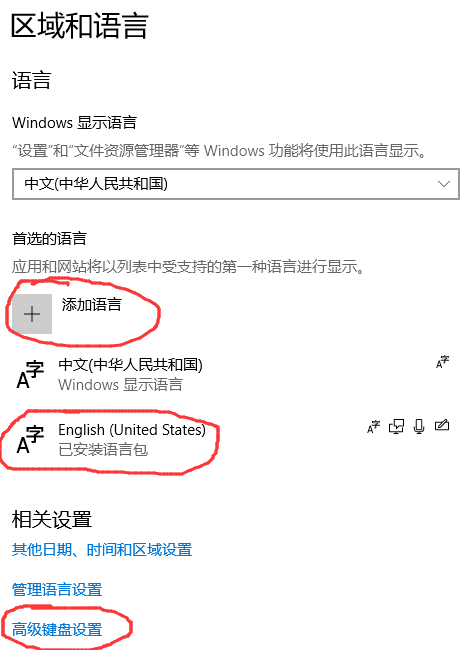 区域和语言
语言
Windows 显示语言
“设置”和“文件资源管理器”等 Windows 功能将使用此语言显示。
中文(中华人民共和国)
首选的语言
应用和网站将以列表中受支持的第一种语言进行显示。
添加语言
中文(中华人民共和国)
Windows 显示语言
English (United States)
已安装语言包
相关设置
其他日期、时间和区域设置
管理语言设置
高级键盘设置